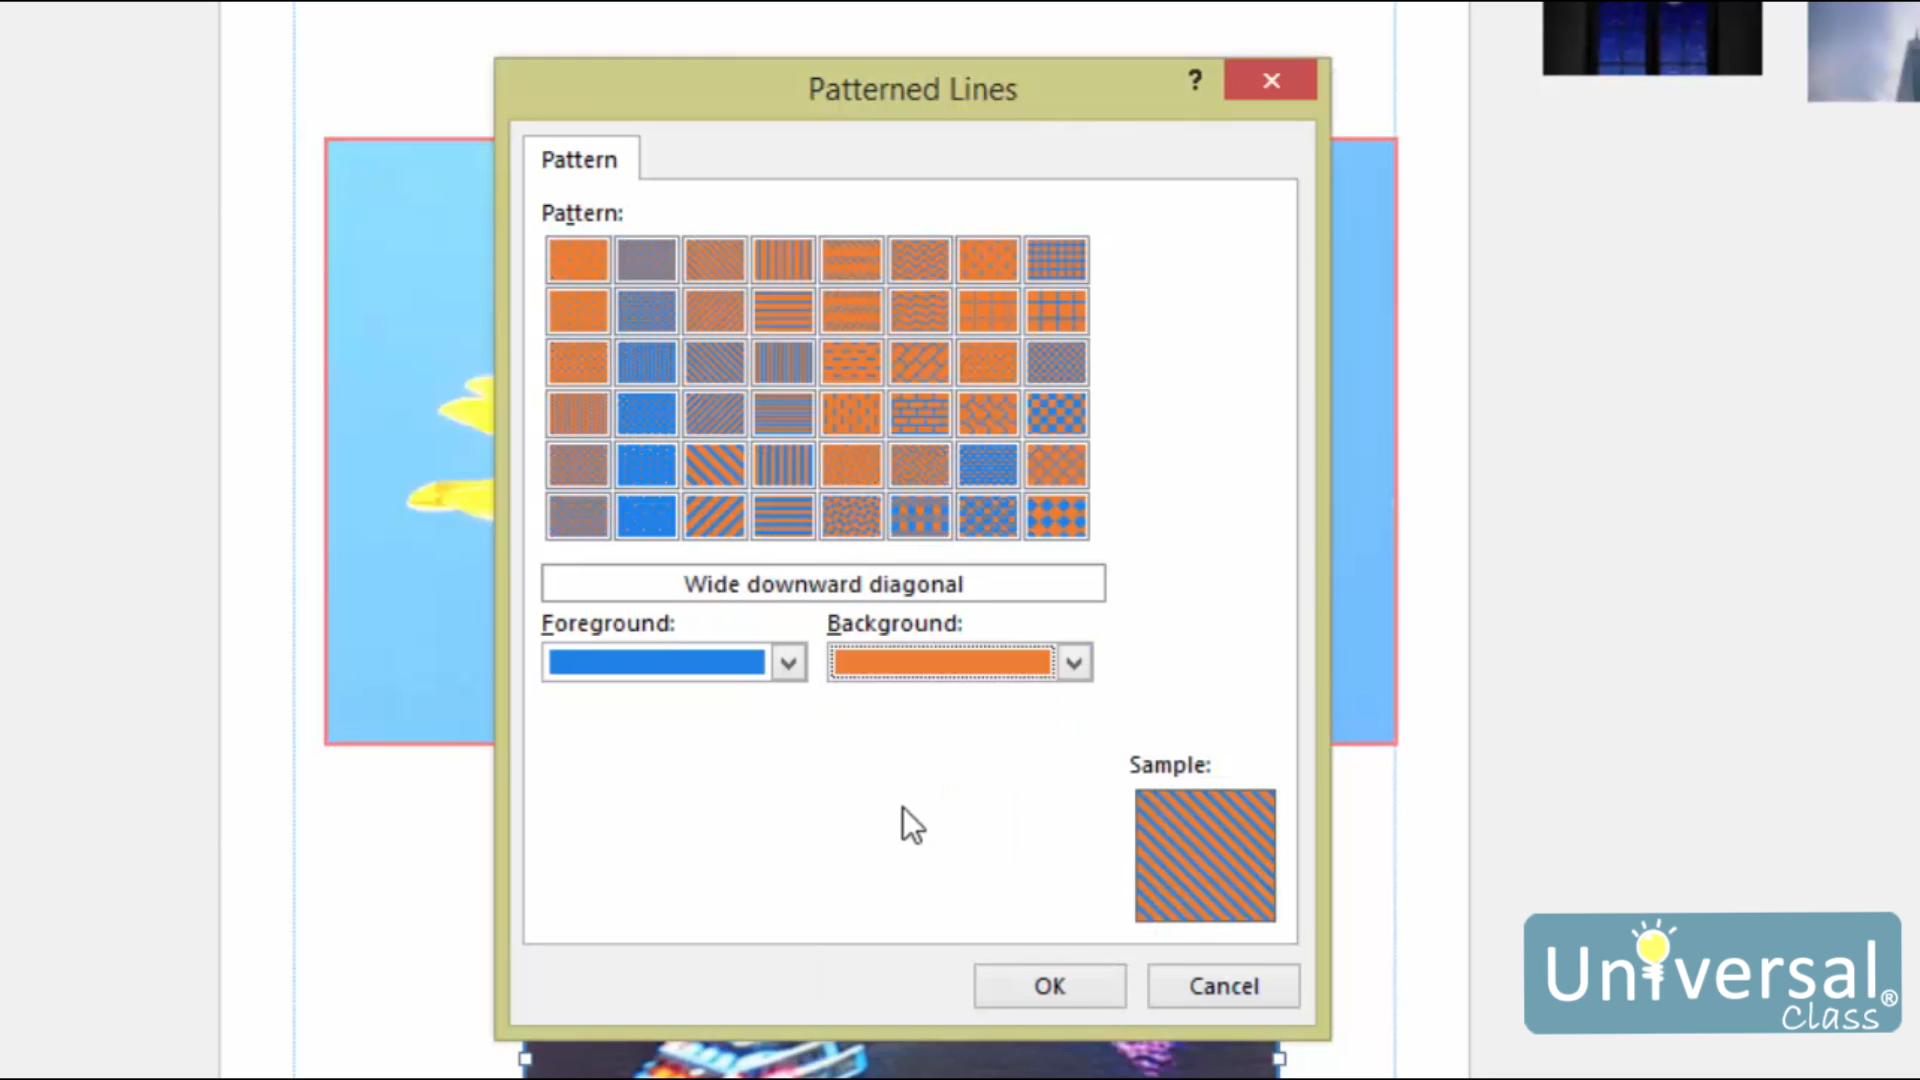 Patterned Lines
?
Pattern
Pattern:
Wide downward diagonal
Foreground: Background:
Sample:
OK Cancel
Universal®
Class